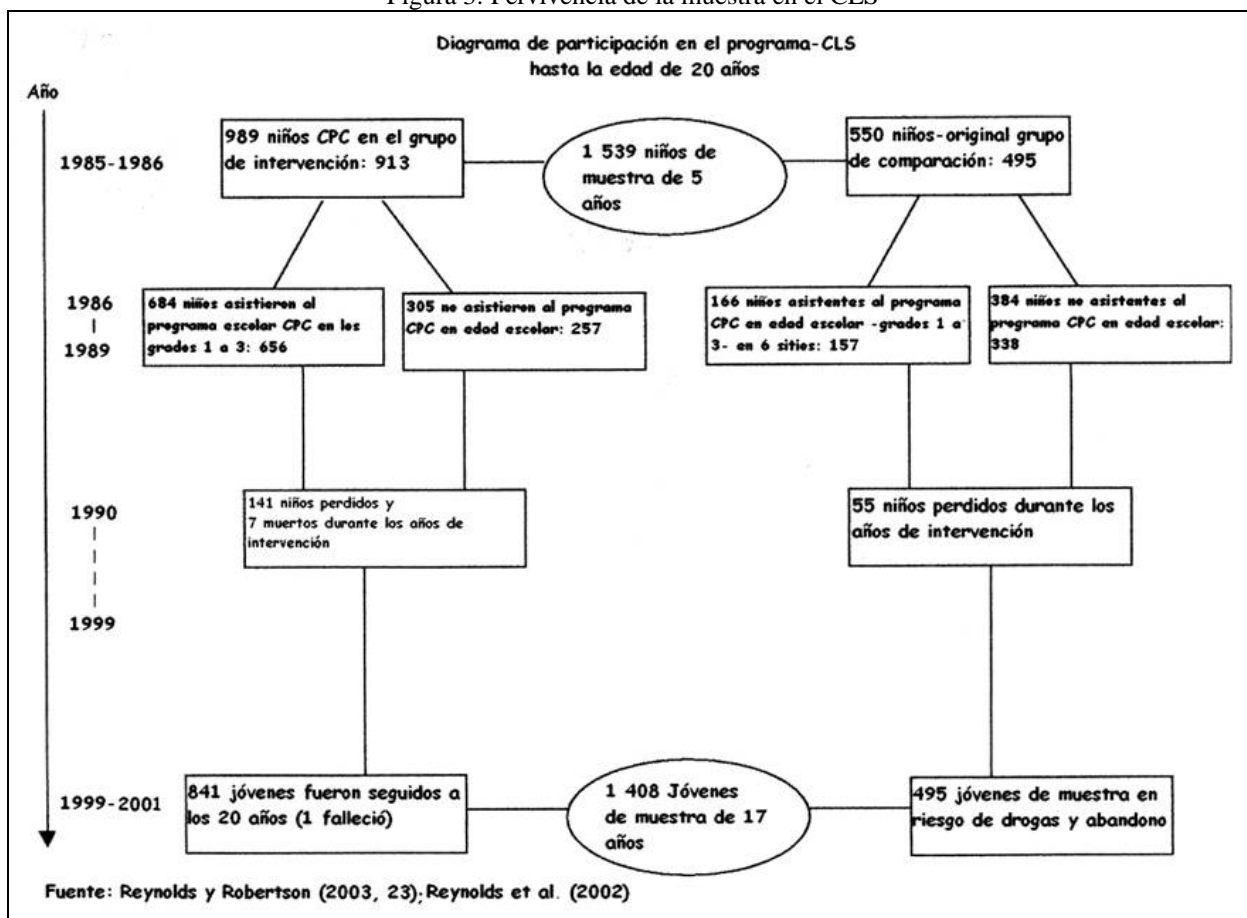 Figura 3. Pervivencia de la muestra en el CLS
Diagrama de participación en el programa-CLS
hasta la edad de 20 años
Año
1985-1986
989 niños CPC en el grupo
de intervención: 913
1 539 niños de
muestra de 5
años
550 niños-original grupo
de comparación: 495
1986
1989
684 niños asistieron al
programa escolar CPC en los
grados 1 a 3: 656
305 no asistieron al programa
CPC en edad escolar: 257
166 niños asistentes al programa
CPC en edad escolar -grados 1 a
3- en 6 sities: 157
384 niños no asistentes al
programa CPC en edad escolar:
338
1990
1999
141 niños perdidos y
7 muertos durante los años de
intervención
55 niños perdidos durante los
años de intervención
1999-2001
841 jóvenes fueron seguidos a
los 20 años (1 falleció)
1 408 Jóvenes
de muestra de 17
años
495 jóvenes de muestra en
riesgo de drogas y abandono
Fuente: Reynolds y Robertson (2003, 23); Reynolds et al. (2002)